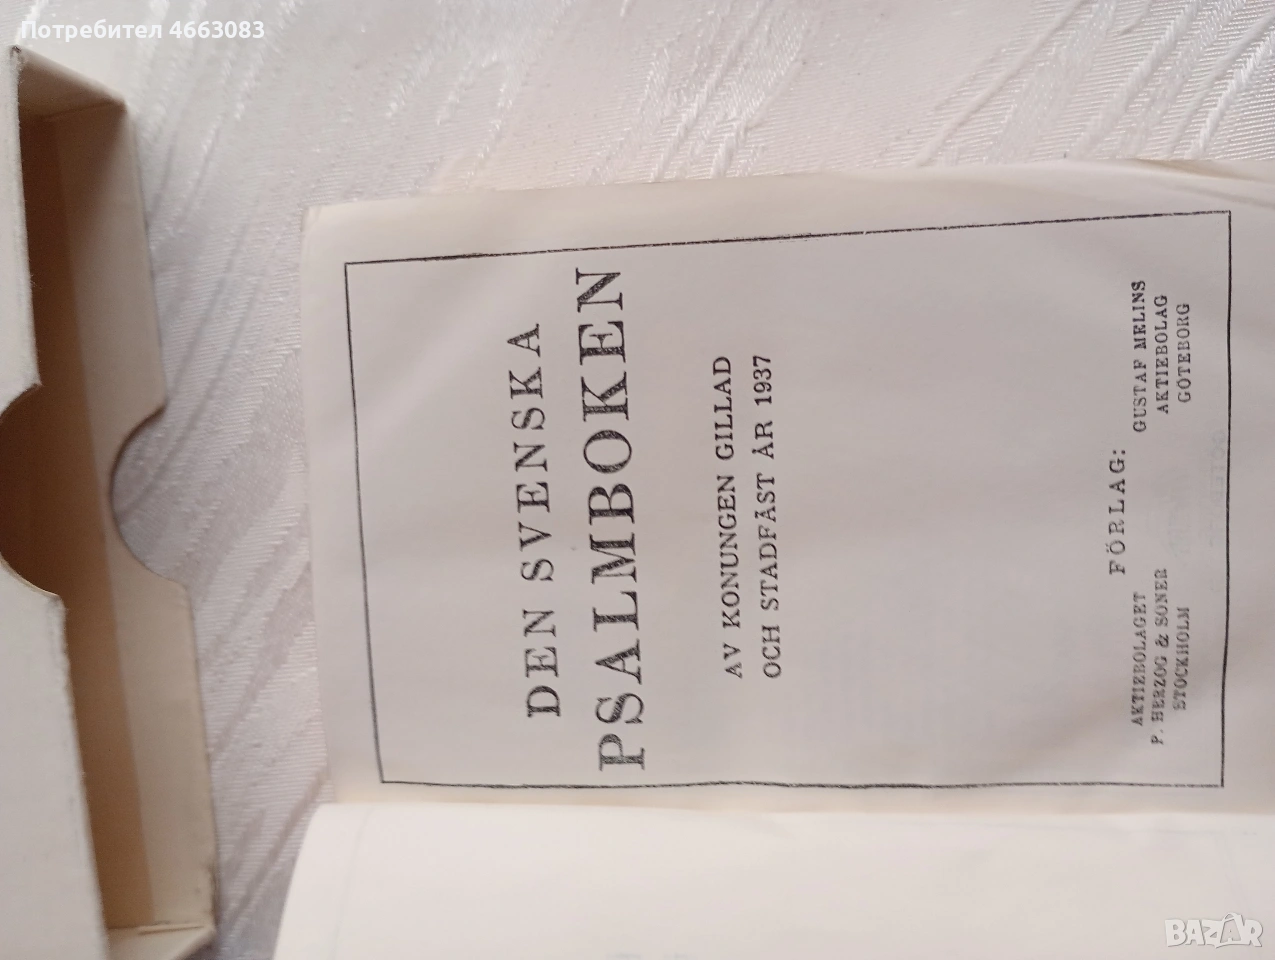 Потребител 4663083
DEN SVENSKA
PSALMBOKEN
AV KONUNGEN GILLAD
OCH STADFÄST ÅR 1937
FÖRLAG:
AKTIEBOLAGET
P. HERZOG & SÖNER
STOCKHOLM
GUSTAF MELINS
AKTIEBOLAG
GÖTEBORG
BAZAR